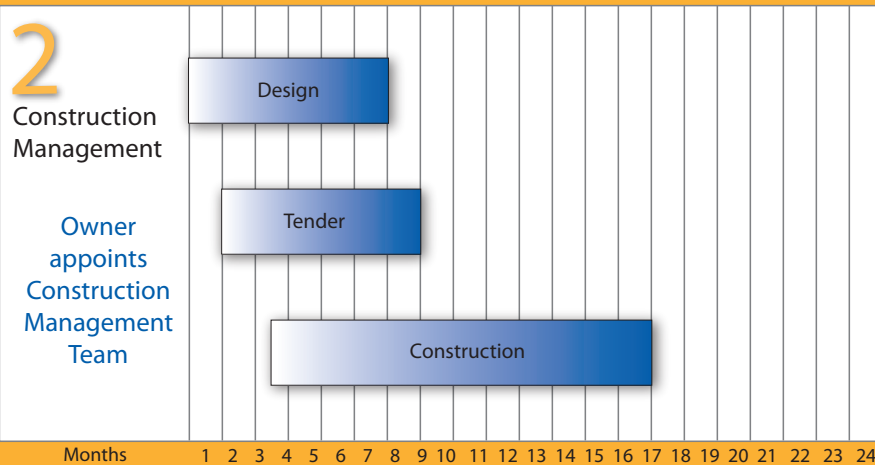 2
Construction
Management
Owner
appoints
Construction
Management
Team
Design
Tender
Construction
Months 1 2 3 4 5 6 7 8 9 10 11 12 13 14 15 16 17 18 19 20 21 22 23 24